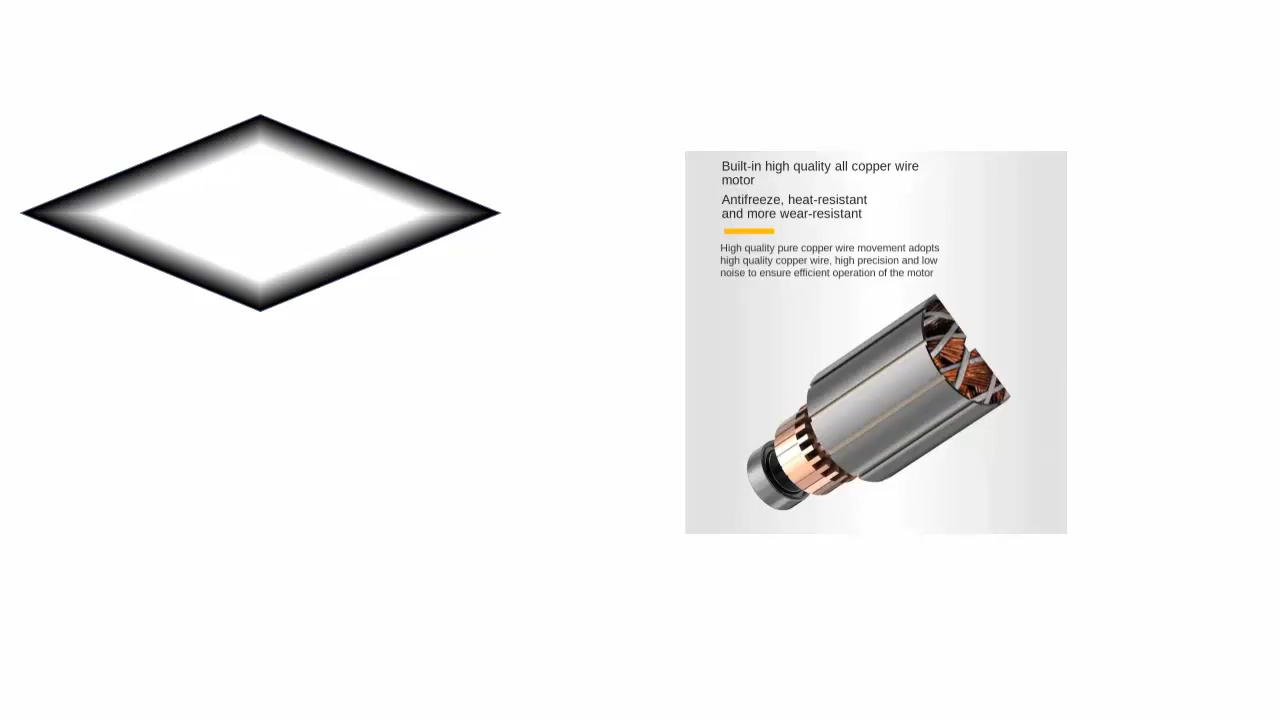 Built-in high quality all copper wire
motor
Antifreeze, heat-resistant
and more wear-resistant
High quality pure copper wire movement adopts
high quality copper wire, high precision and low
noise to ensure efficient operation of the motor